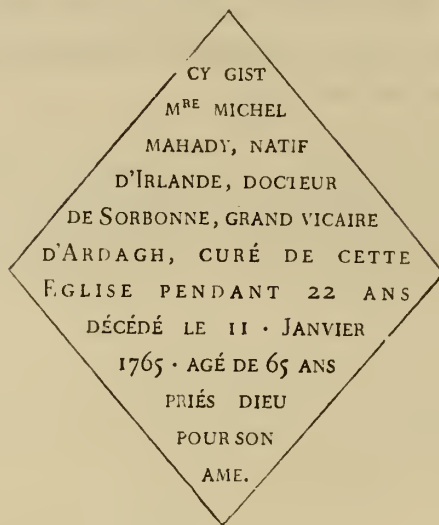 CY GIST
MRE MICHEL
MAHADY, NATIF
D'IRLANDE, DOCTEUR
DE SORBONNE, GRAND VICAIRE
D'ARDAGH, CURÉ DE CETTE
EGLISE PENDANT 22 ANS
DÉCÉDÉ LE 11 · JANVIER
1765 · AGÉ DE 65 ANS
PRIÉS DIEU
POUR SON
AME.